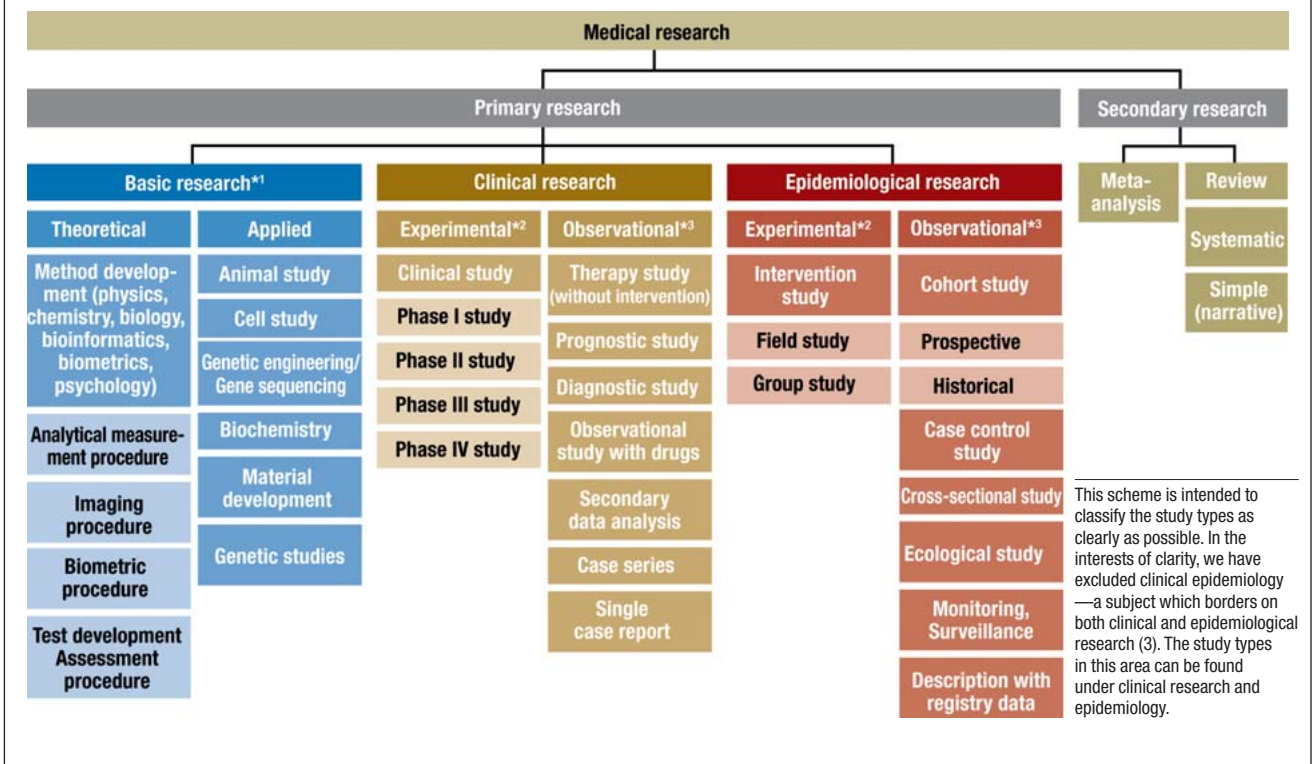 Medical research
Primary research
Secondary research
Basic research*1
Clinical research
Epidemiological research
Meta-
analysis
Review
Systematic
Simple
(narrative)
Theoretical
Method develop-
ment (physics,
chemistry, biology,
bioinformatics,
biometrics,
psychology)
Analytical measure-
ment procedure
Imaging
procedure
Biometric
procedure
Test development
Assessment
procedure
Applied
Animal study
Cell study
Genetic engineering/
Gene sequencing
Biochemistry
Material
development
Genetic studies
Experimental*2
Clinical study
Phase I study
Phase II study
Phase III study
Phase IV study
Observational*3
Therapy study
(without intervention)
Prognostic study
Diagnostic study
Observational
study with drugs
Secondary
data analysis
Case series
Single
case report
Experimental*2
Intervention
study
Field study
Group study
Observational*3
Cohort study
Prospective
Historical
Case control
study
Cross-sectional study
Ecological study
Monitoring,
Surveillance
Description with
registry data
This scheme is intended to
classify the study types as
clearly as possible. In the
interests of clarity, we have
excluded clinical epidemiology
—a subject which borders on
both clinical and epidemiological
research (3). The study types
in this area can be found
under clinical research and
epidemiology.